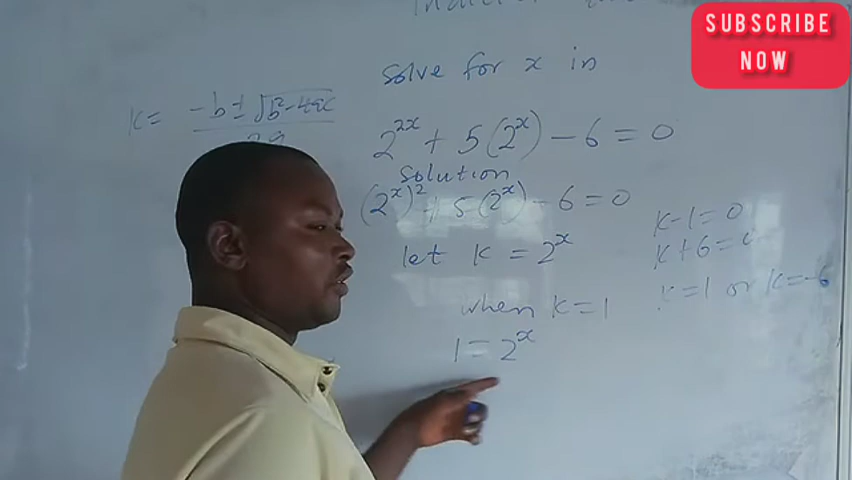 SUBSCRIBE
NOW
solve for x in
k = -b ± √b²-4ac
2a
2^2x + 5(2^x) - 6 = 0
Solution
(2^x)² + 5(2^x) - 6 = 0
let k = 2^x
k-1=0
k+6=0
k=1 or k=-6
when k=1
1 = 2^x